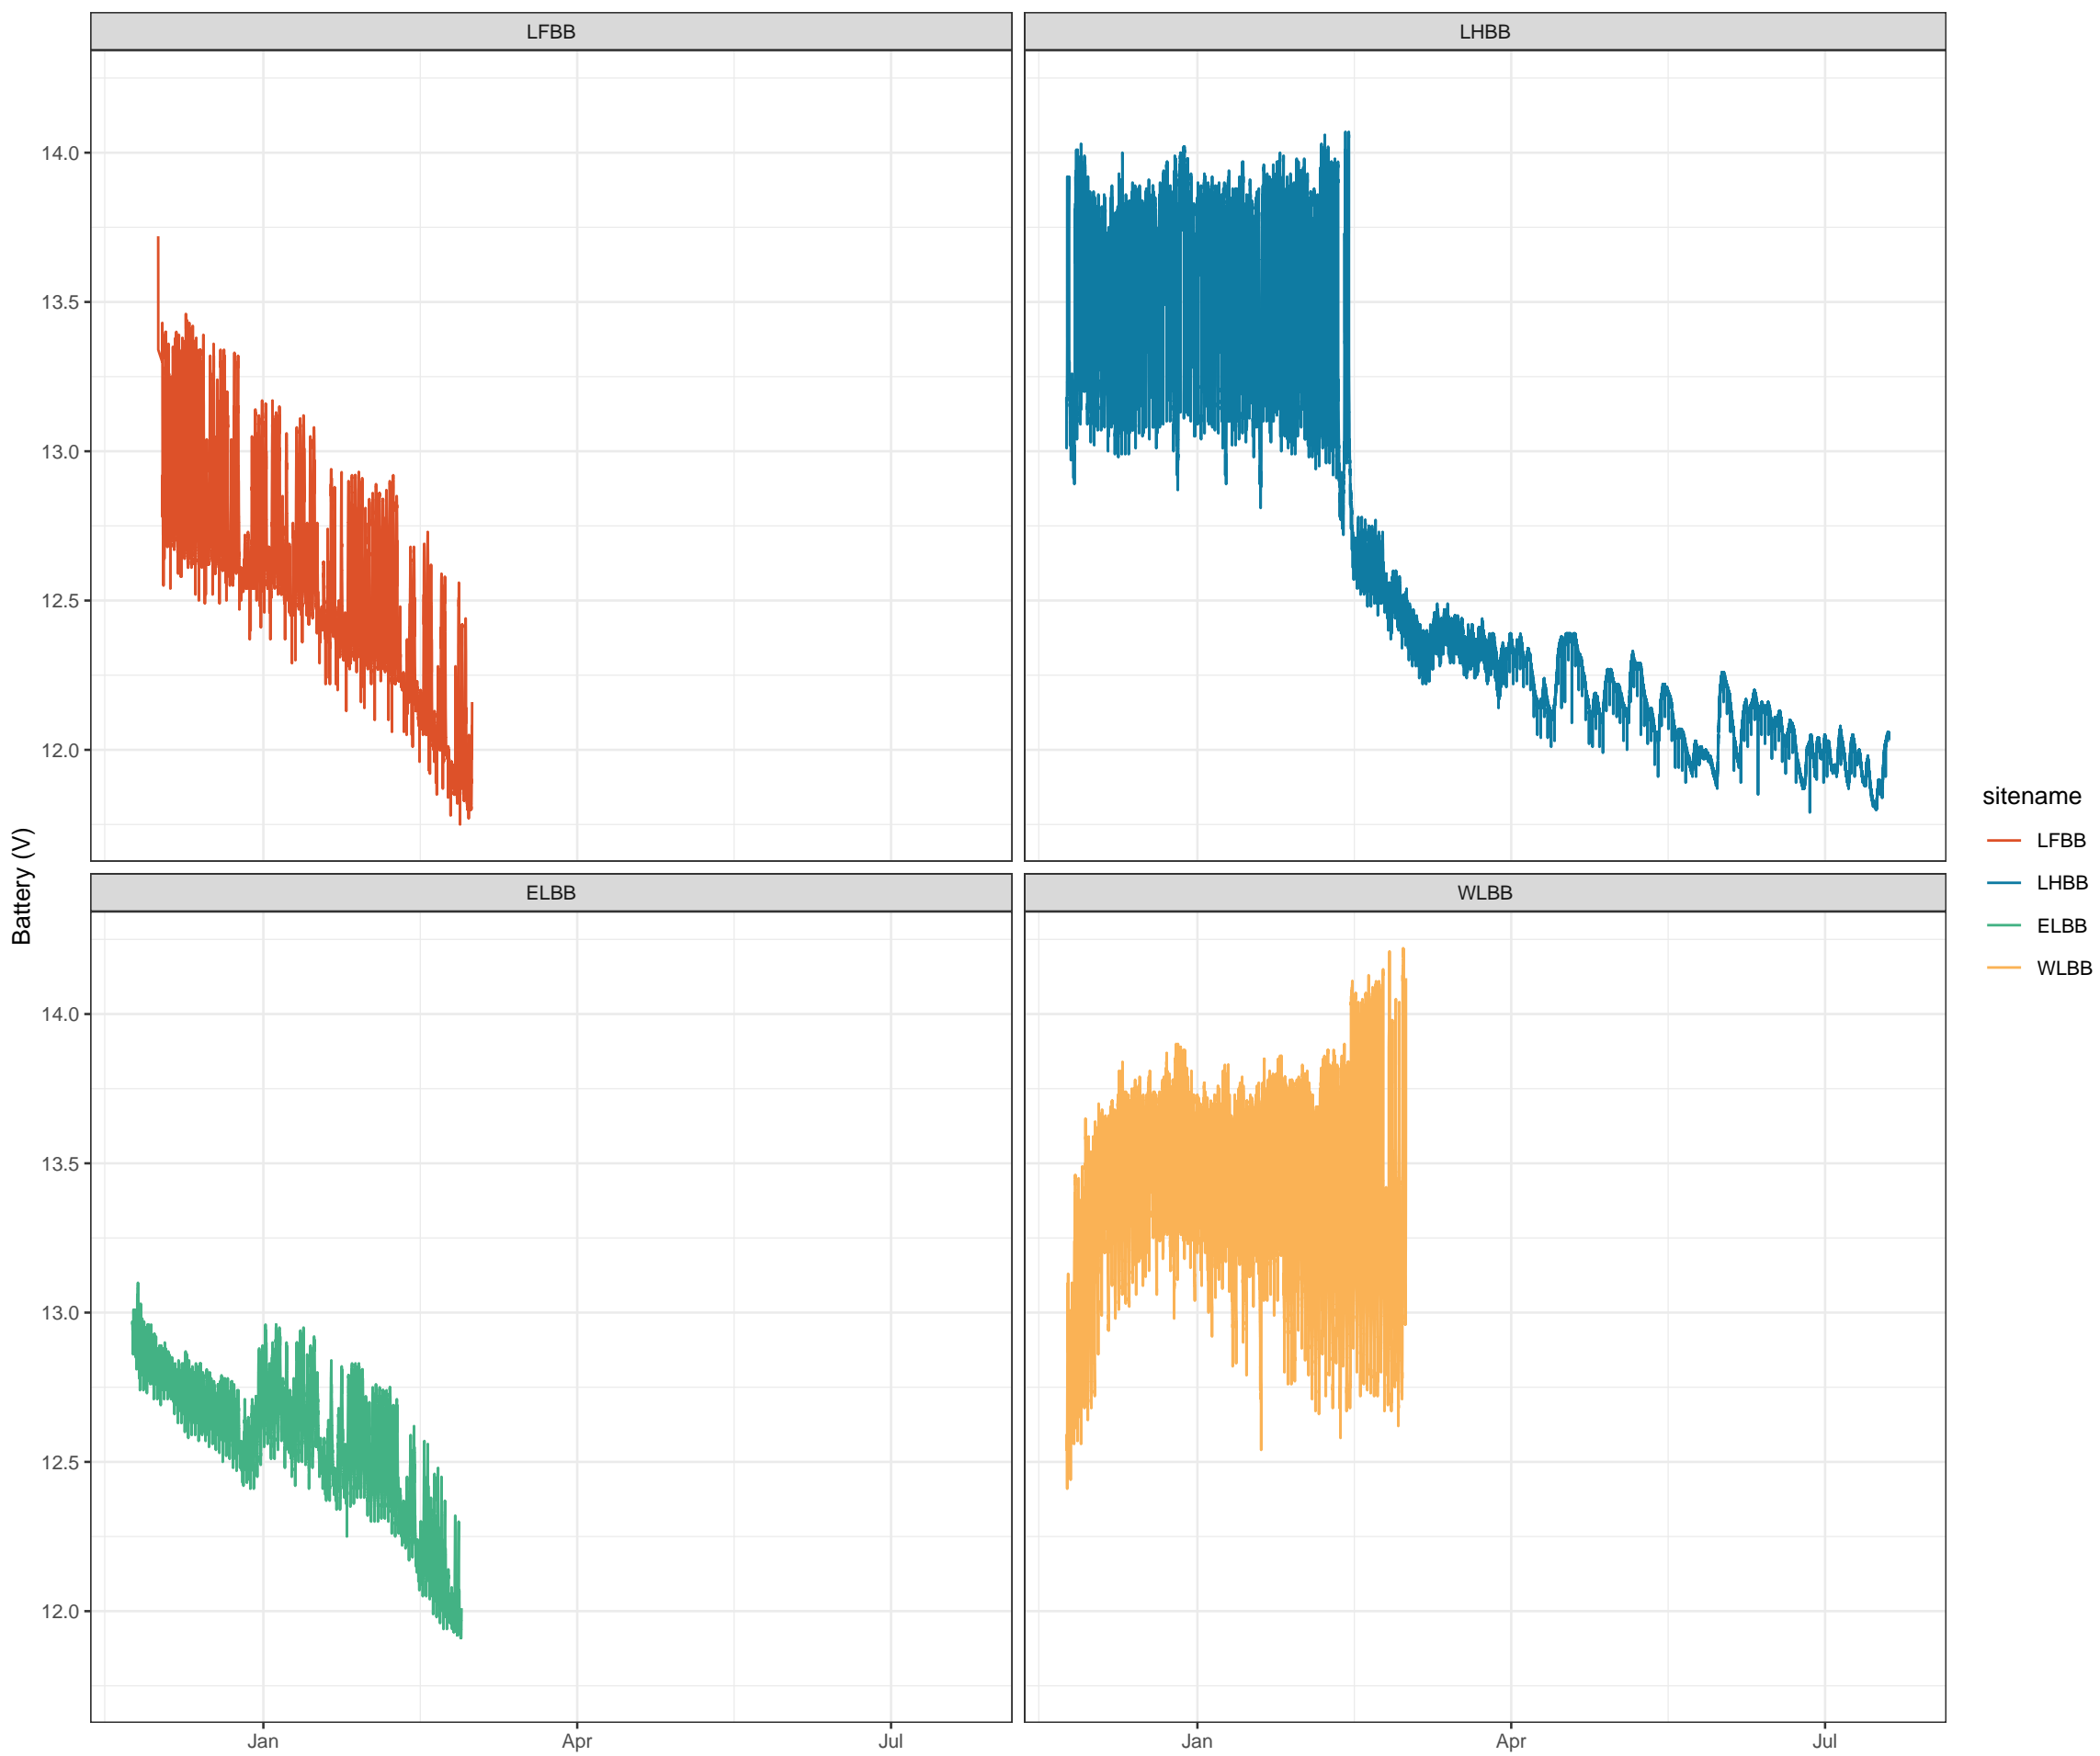 LFBB
LHBB
14.0
13.5
13.0
12.5
12.0
ELBB
WLBB
14.0
13.5
13.0
12.5
12.0
Jan
Apr
Jul
Jan
Apr
Jul
Battery (V)
sitename
LFBB
LHBB
ELBB
WLBB